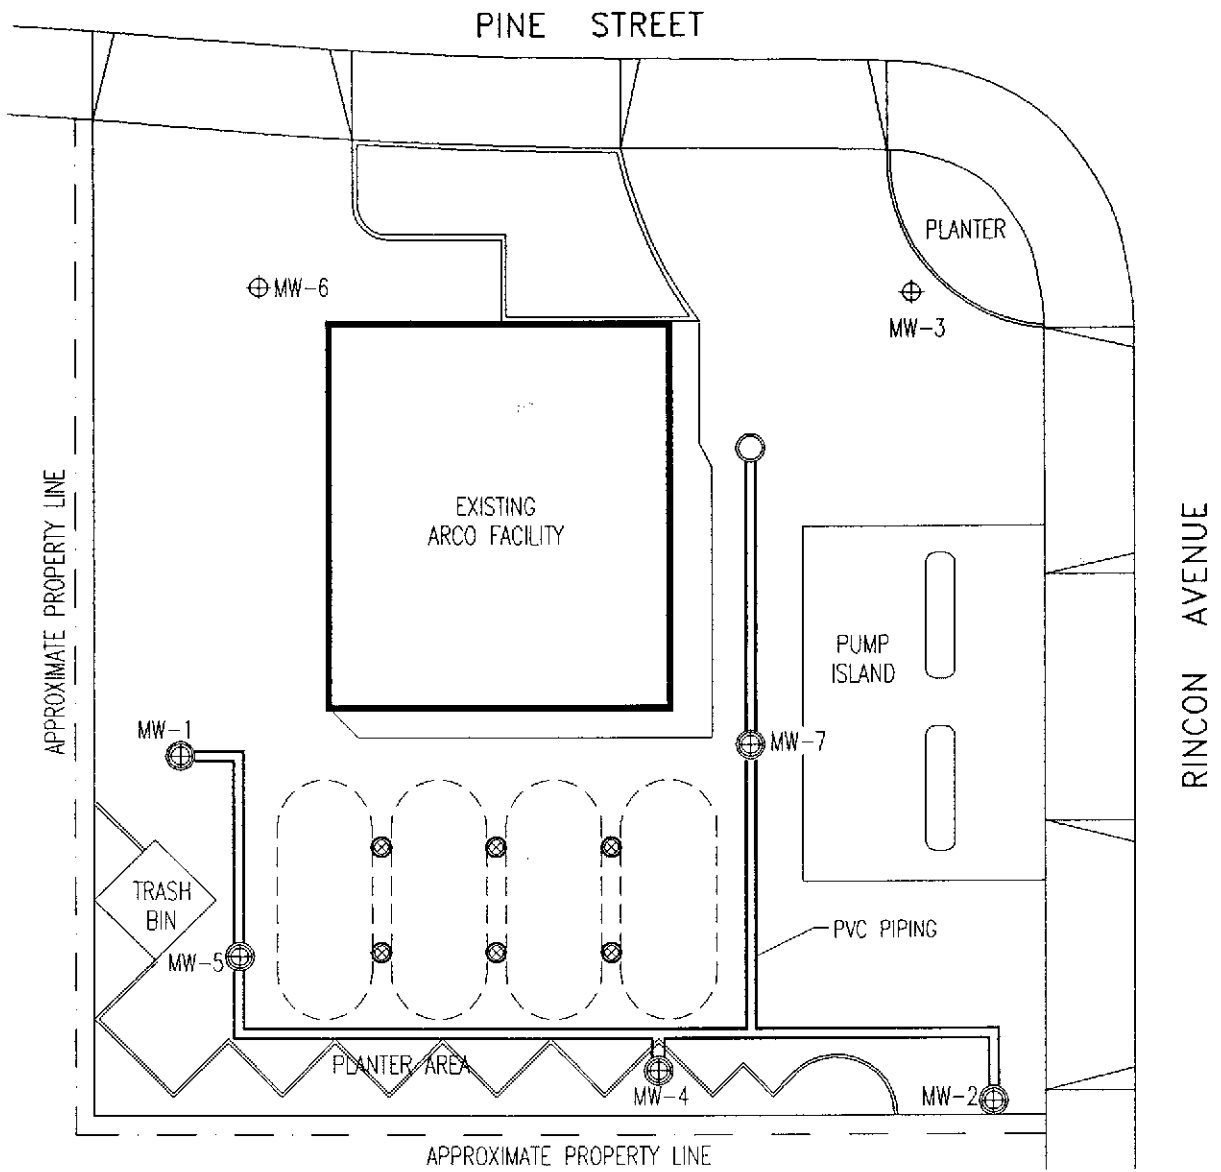 PINE STREET
PLANTER
MW-6
MW-3
EXISTING
ARCO FACILITY
APPROXIMATE PROPERTY LINE
RINCON AVENUE
PUMP
ISLAND
MW-1
MW-7
TRASH
BIN
PVC PIPING
MW-5
PLANTER AREA
MW-4
MW-2
APPROXIMATE PROPERTY LINE